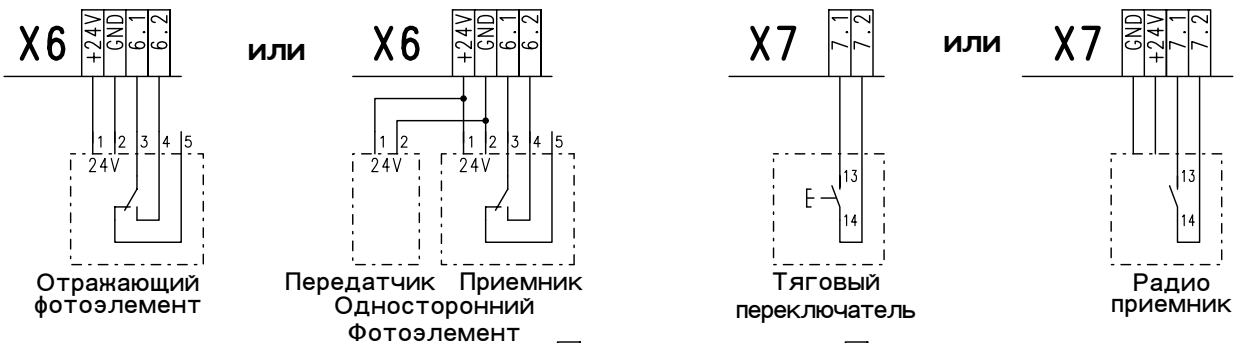 X6 +24V GND 6.1 6.2
или
X6 +24V GND 6.1 6.2
X7 7.1 7.2
или
X7 GND +24V 7.1 7.2
1 2 3 4 5
24V
1 2
24V
1 2 3 4 5
24V
13
14
13
14
Отражающий
фотоэлемент
Передатчик Приемник
Односторонний
Фотоэлемент
Тяговый
переключатель
Радио
приемник